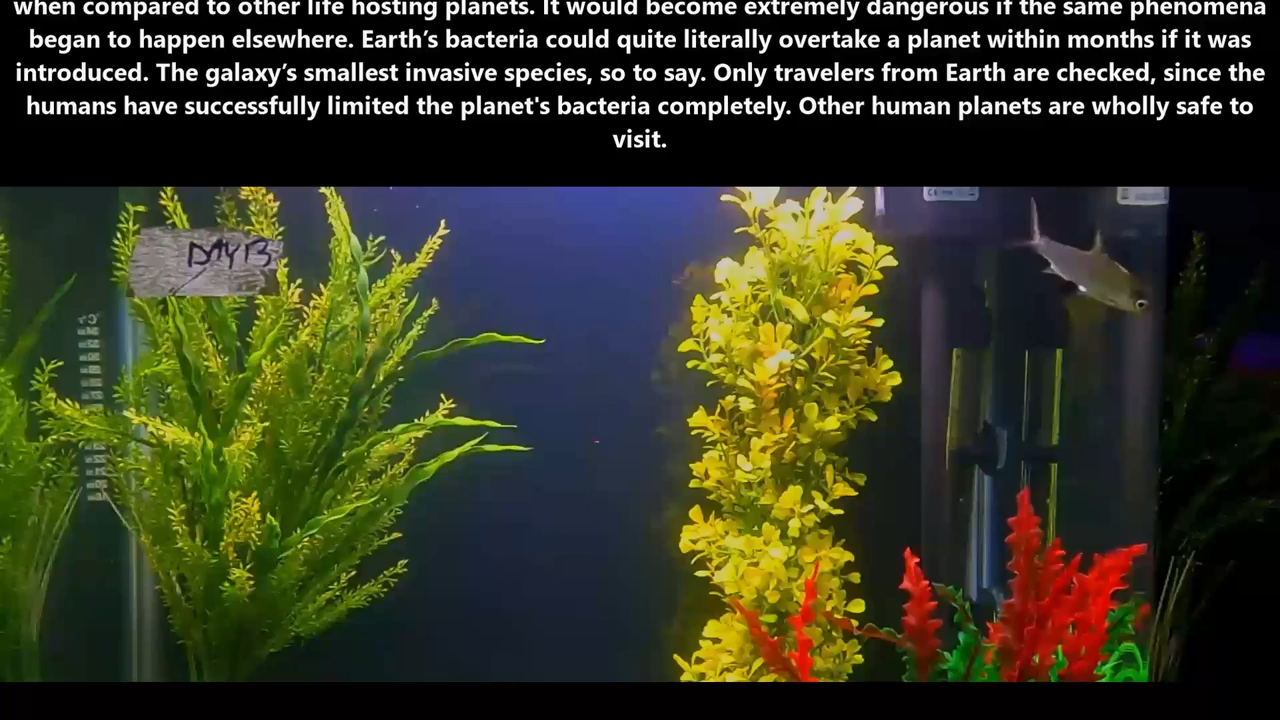 when compared to other life hosting planets. It would become extremely dangerous if the same phenomena
began to happen elsewhere. Earth’s bacteria could quite literally overtake a planet within months if it was
introduced. The galaxy’s smallest invasive species, so to say. Only travelers from Earth are checked, since the
humans have successfully limited the planet's bacteria completely. Other human planets are wholly safe to
visit.
DAY 13
°C
CE